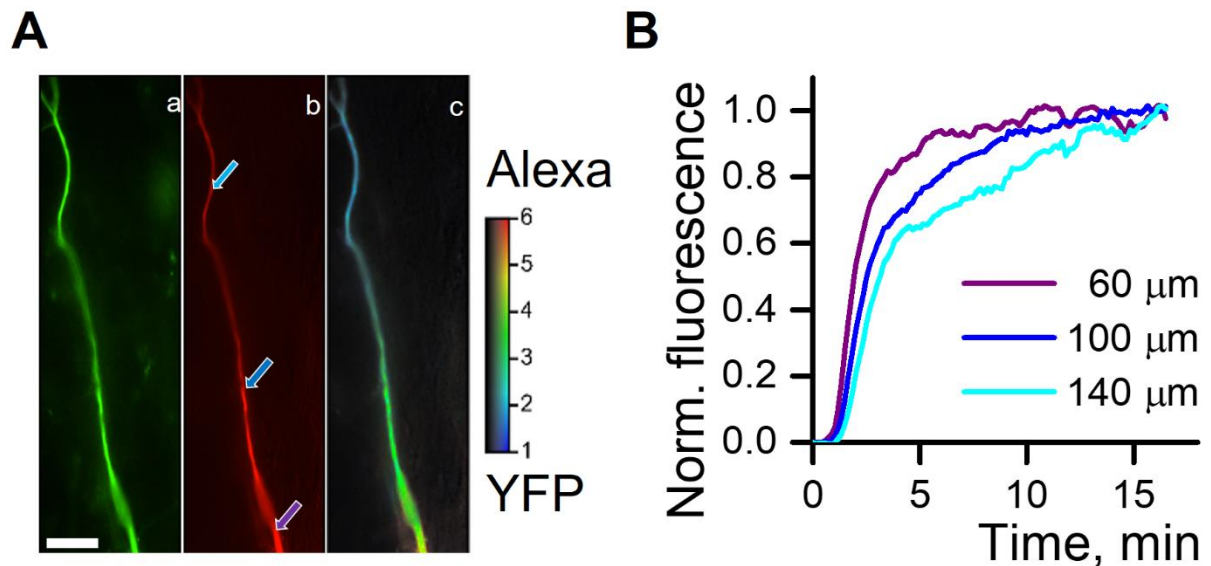 A
a
b
c
Alexa
6
5
4
3
2
1
YFP
B
Norm. fluorescence
1.0
0.8
0.6
0.4
0.2
0.0
60 μm
100 μm
140 μm
0 5 10 15
Time, min